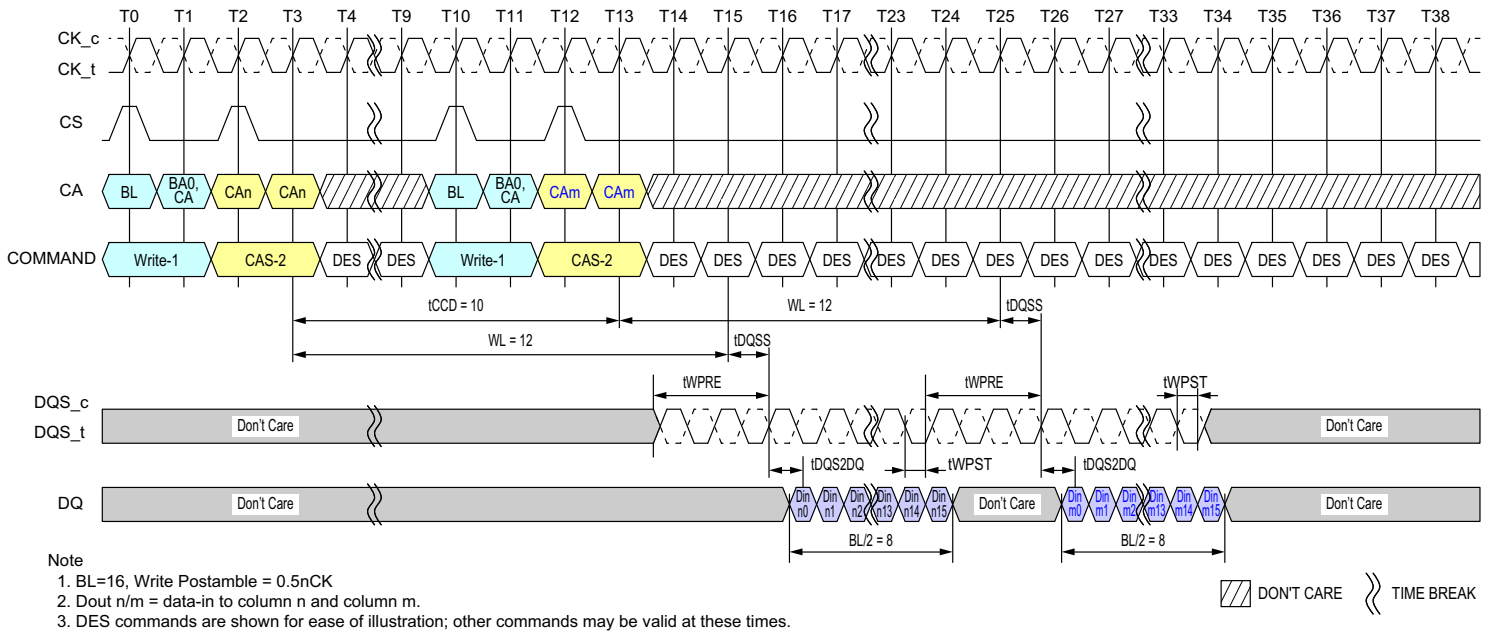 T0 T1 T2 T3 T4 T9 T10 T11 T12 T13 T14 T15 T16 T17 T23 T24 T25 T26 T27 T33 T34 T35 T36 T37 T38
CK_c
CK_t
CS
CA BL BA0, CA CAn CAn BL BA0, CA CAm CAm
COMMAND Write-1 CAS-2 DES DES Write-1 CAS-2 DES DES DES DES DES DES DES DES DES DES DES DES DES DES DES
tCCD = 10 WL = 12 tDQSS
WL = 12 tDQSS
tWPRE tWPRE tWPST
DQS_c
DQS_t Don't Care Don't Care
tDQS2DQ tWPST tDQS2DQ
DQ Don't Care Din n0 Din n1 Din n2 Din n13 Din n14 Din n15 Don't Care Din m0 Din m1 Din m2 Din m13 Din m14 Din m15 Don't Care
BL/2 = 8 BL/2 = 8
Note
1. BL=16, Write Postamble = 0.5nCK
2. Dout n/m = data-in to column n and column m.
3. DES commands are shown for ease of illustration; other commands may be valid at these times.
DON'T CARE TIME BREAK